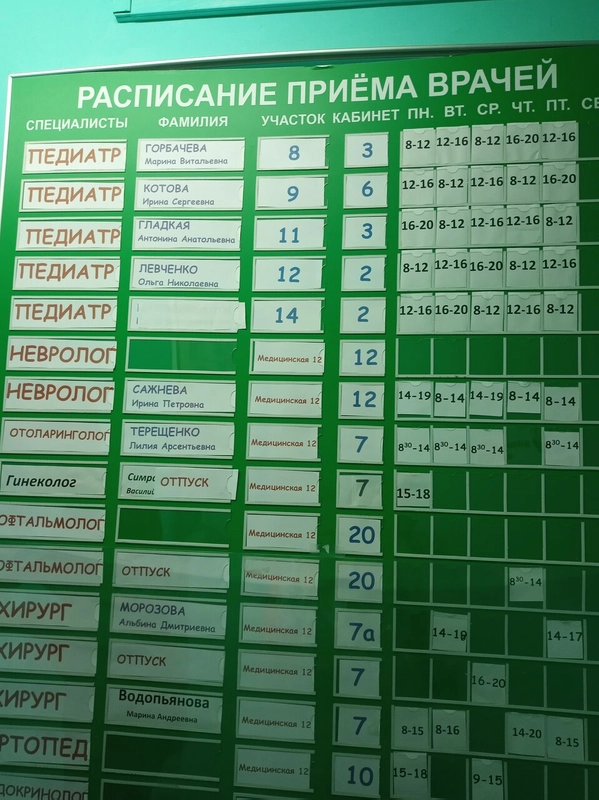 РАСПИСАНИЕ ПРИЁМА ВРАЧЕЙ
СПЕЦИАЛИСТЫ ФАМИЛИЯ УЧАСТОК КАБИНЕТ ПН. ВТ. СР. ЧТ. ПТ.
ПЕДИАТР ГОРБАЧЕВА Марина Витальевна 8 3 8-12 12-16 8-12 16-20 12-16
ПЕДИАТР КОТОВА Ирина Сергеевна 9 6 12-16 8-12 12-16 8-12 16-20
ПЕДИАТР ГЛАДКАЯ Антонина Анатольевна 11 3 16-20 8-12 12-16 12-16 8-12
ПЕДИАТР ЛЕВЧЕНКО Ольга Николаевна 12 2 8-12 12-16 16-20 8-12 12-16
ПЕДИАТР 14 2 12-16 16-20 8-12 12-16 8-12
НЕВРОЛОГ Медицинская 12 12
НЕВРОЛОГ САЖНЕВА Ирина Петровна Медицинская 12 12 14-19 8-14 14-19 8-14 8-14
ОТОЛАРИНГОЛОГ ТЕРЕЩЕНКО Лилия Арсентьевна Медицинская 12 7 8³⁰-14 8³⁰-14 8³⁰-14 8³⁰-14
Гинеколог ОТПУСК Медицинская 12 7 15-18
ОФТАЛЬМОЛОГ Медицинская 12 20
ОФТАЛЬМОЛОГ ОТПУСК Медицинская 12 20 8³⁰-14
ХИРУРГ МОРОЗОВА Альбина Дмитриевна Медицинская 12 7а 14-19 14-17
ХИРУРГ ОТПУСК Медицинская 12 7 16-20
ХИРУРГ Водопьянова Марина Андреевна Медицинская 12 7 8-15 8-16 14-20 8-15
РТОПЕД Медицинская 12 10 15-18 9-15